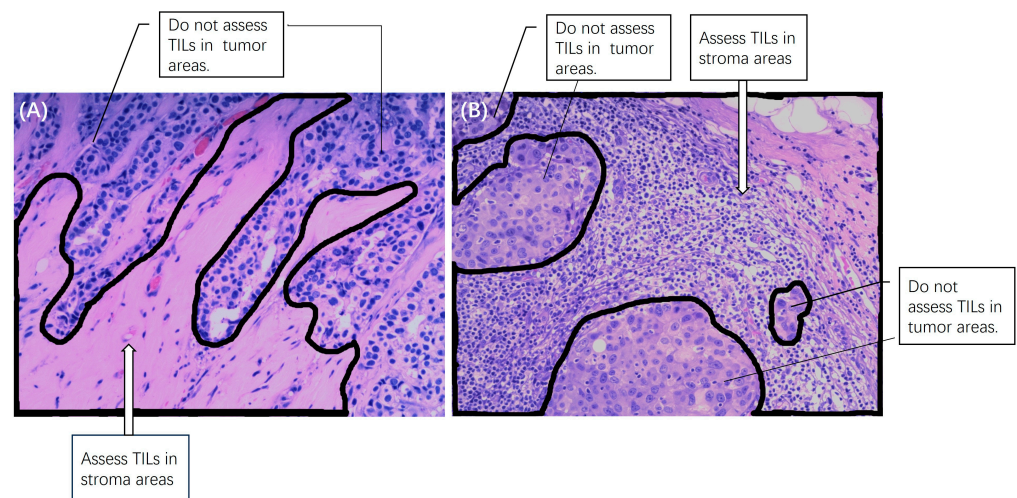 Do not assess
TILs in  tumor
areas.
Do not assess
TILs in  tumor
areas.
Assess TILs in
stroma areas
(A)
(B)
Do not
assess TILs in
tumor areas.
Assess TILs in
stroma areas